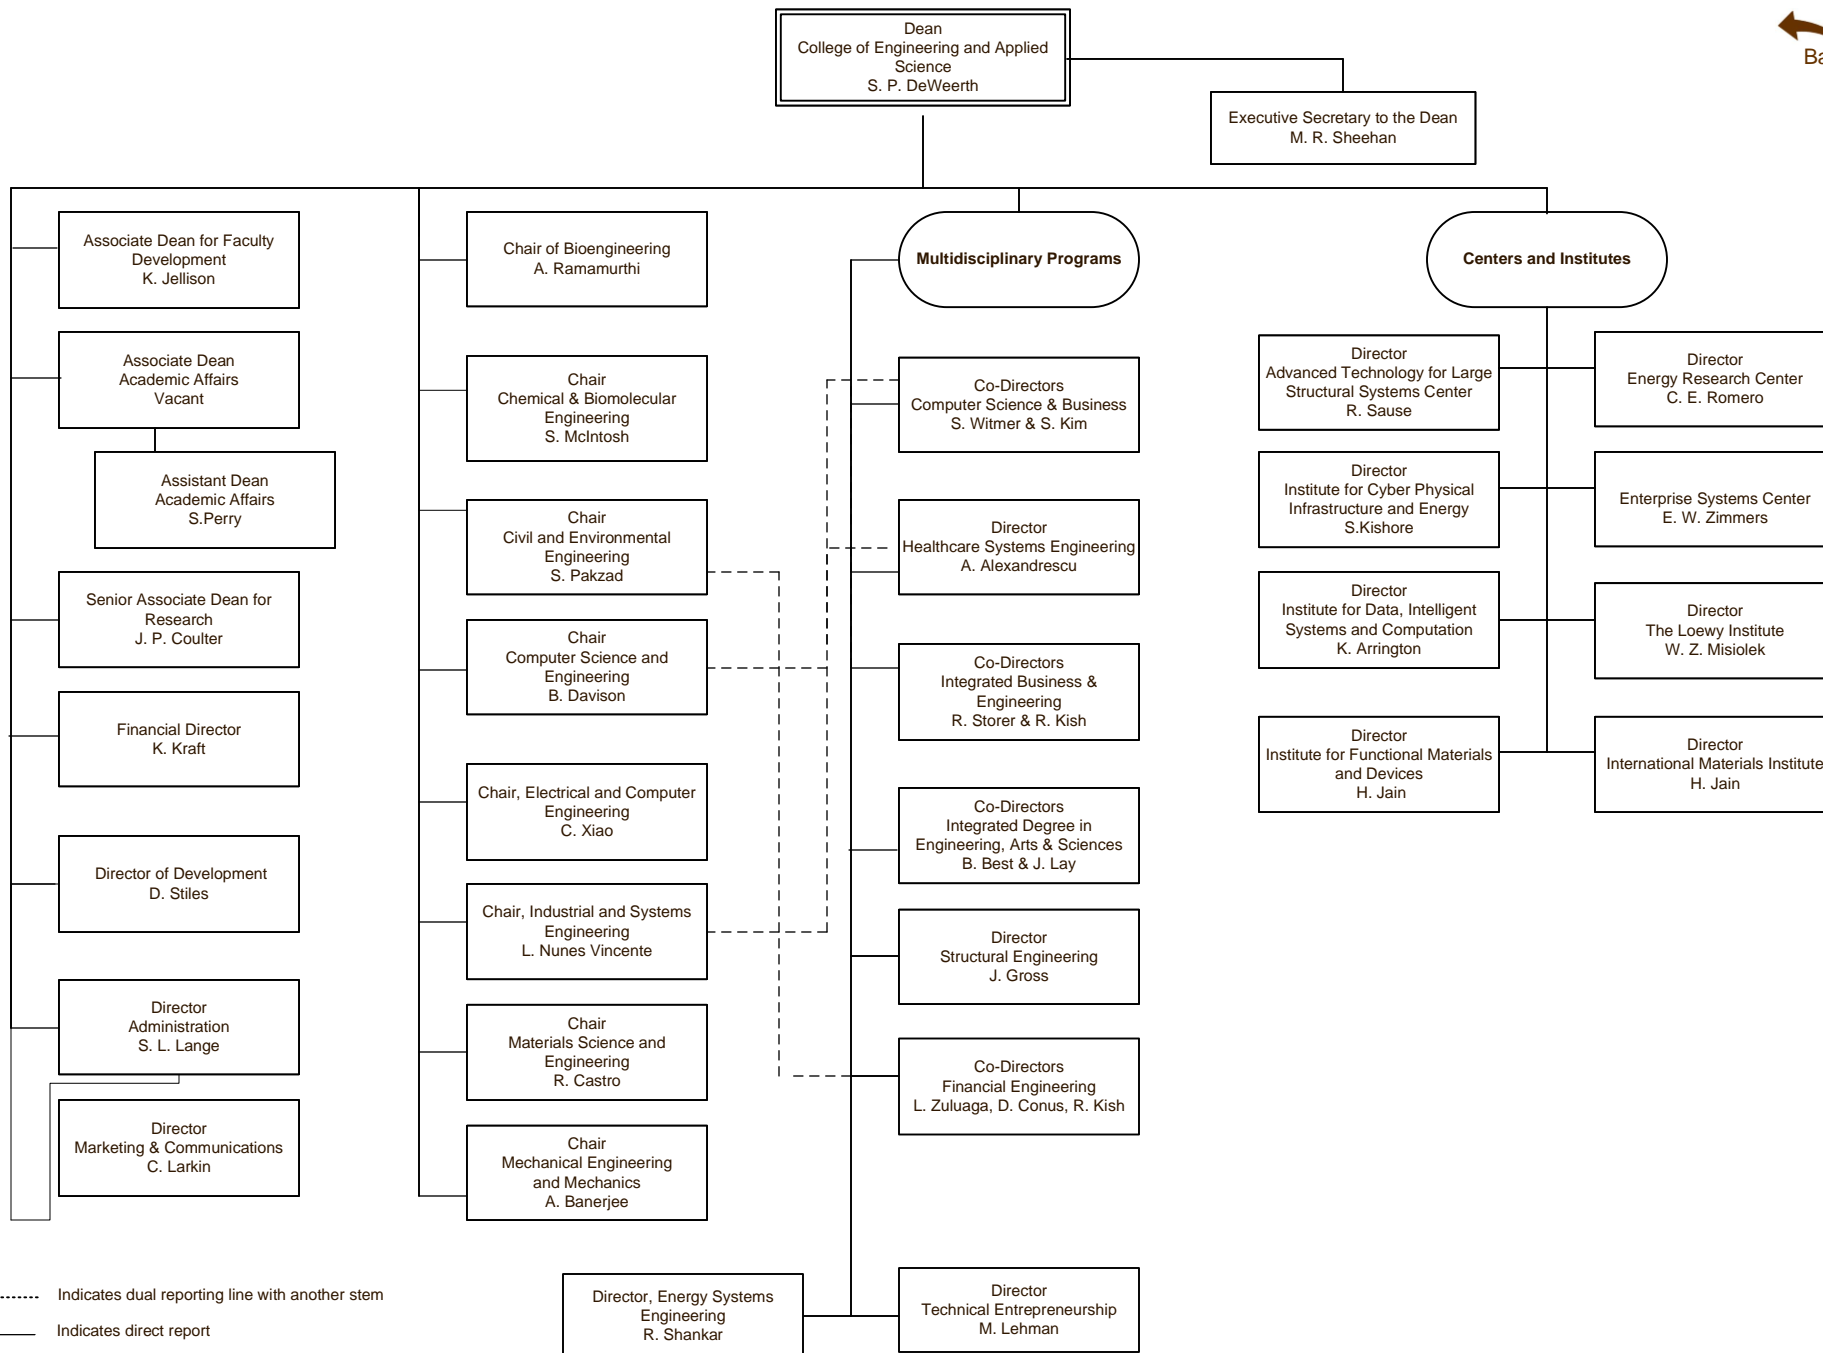 Dean
College of Engineering and Applied
Science
S. P. DeWeerth
Ba
Executive Secretary to the Dean
M. R. Sheehan
Associate Dean for Faculty
Development
K. Jellison
Associate Dean
Academic Affairs
Vacant
Assistant Dean
Academic Affairs
S.Perry
Senior Associate Dean for
Research
J. P. Coulter
Financial Director
K. Kraft
Director of Development
D. Stiles
Director
Administration
S. L. Lange
Director
Marketing & Communications
C. Larkin
Chair of Bioengineering
A. Ramamurthi
Chair
Chemical & Biomolecular
Engineering
S. McIntosh
Chair
Civil and Environmental
Engineering
S. Pakzad
Chair
Computer Science and
Engineering
B. Davison
Chair, Electrical and Computer
Engineering
C. Xiao
Chair, Industrial and Systems
Engineering
L. Nunes Vincente
Chair
Materials Science and
Engineering
R. Castro
Chair
Mechanical Engineering
and Mechanics
A. Banerjee
Multidisciplinary Programs
Co-Directors
Computer Science & Business
S. Witmer & S. Kim
Director
Healthcare Systems Engineering
A. Alexandrescu
Co-Directors
Integrated Business &
Engineering
R. Storer & R. Kish
Co-Directors
Integrated Degree in
Engineering, Arts & Sciences
B. Best & J. Lay
Director
Structural Engineering
J. Gross
Co-Directors
Financial Engineering
L. Zuluaga, D. Conus, R. Kish
Director, Energy Systems
Engineering
R. Shankar
Director
Technical Entrepreneurship
M. Lehman
Centers and Institutes
Director
Advanced Technology for Large
Structural Systems Center
R. Sause
Director
Energy Research Center
C. E. Romero
Director
Institute for Cyber Physical
Infrastructure and Energy
S.Kishore
Enterprise Systems Center
E. W. Zimmers
Director
Institute for Data, Intelligent
Systems and Computation
K. Arrington
Director
The Loewy Institute
W. Z. Misiolek
Director
Institute for Functional Materials
and Devices
H. Jain
Director
International Materials Institute
H. Jain
Indicates dual reporting line with another stem
Indicates direct report